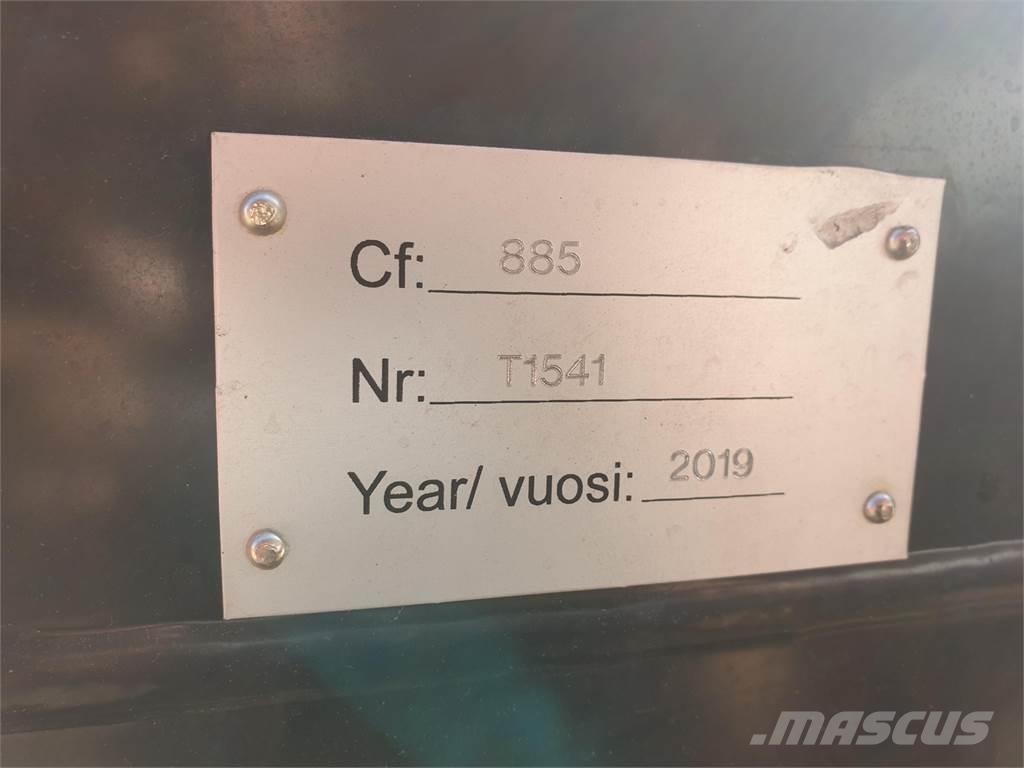 Cf: 885
Nr: T1541
Year/ vuosi: 2019
.MASCUS